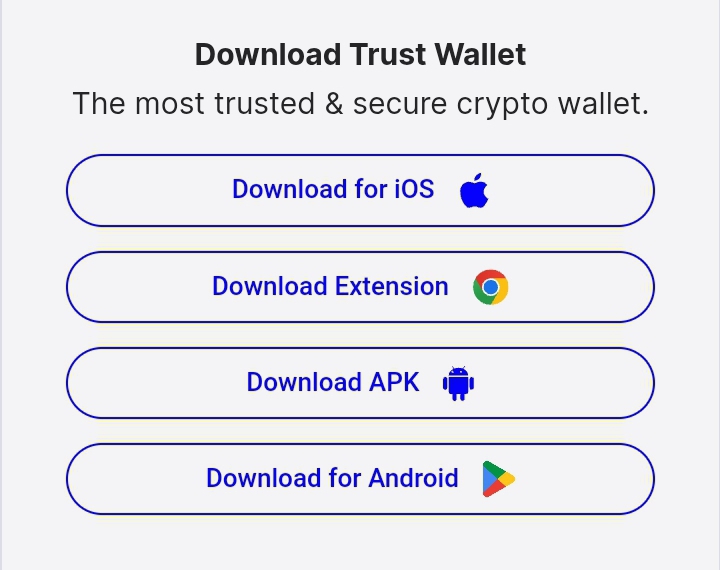 Download Trust Wallet
The most trusted & secure crypto wallet.
Download for iOS
Download Extension
Download APK
Download for Android